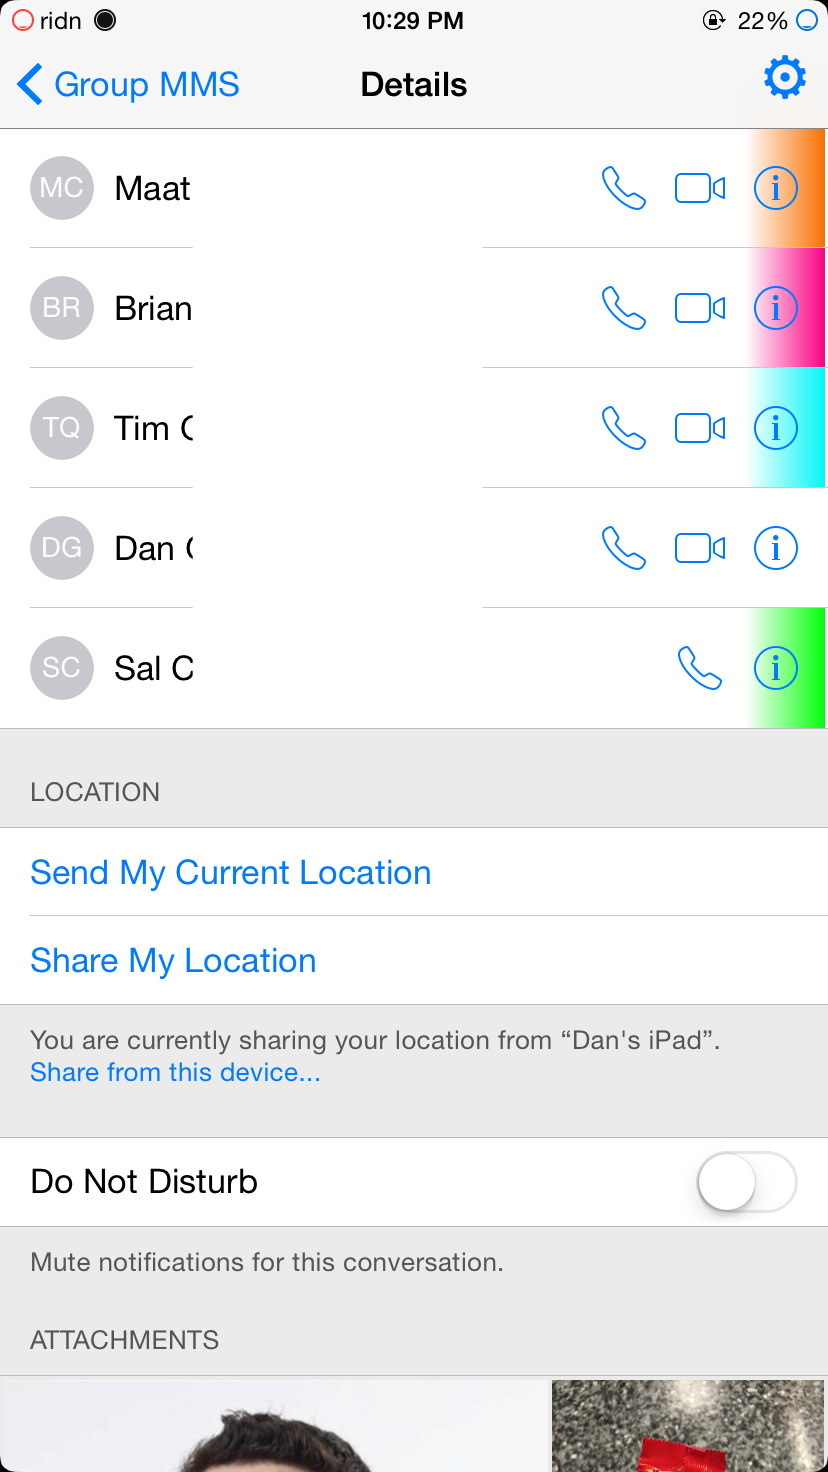 ridn 10:29 PM 22%
Group MMS Details
MC Maat
BR Brian
TQ Tim
DG Dan
SC Sal C
LOCATION
Send My Current Location
Share My Location
You are currently sharing your location from “Dan's iPad”.
Share from this device...
Do Not Disturb
Mute notifications for this conversation.
ATTACHMENTS